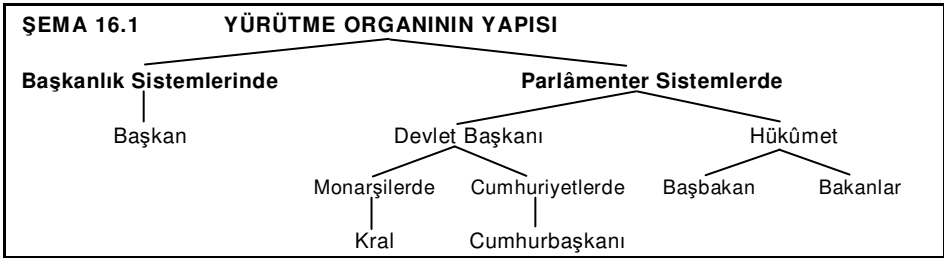 ŞEMA 16.1 YÜRÜTME ORGANININ YAPISI
Başkanlık Sistemlerinde Parlâmenter Sistemlerde
Başkan Devlet Başkanı Hükûmet
Monarşilerde Cumhuriyetlerde Başbakan Bakanlar
Kral Cumhurbaşkanı